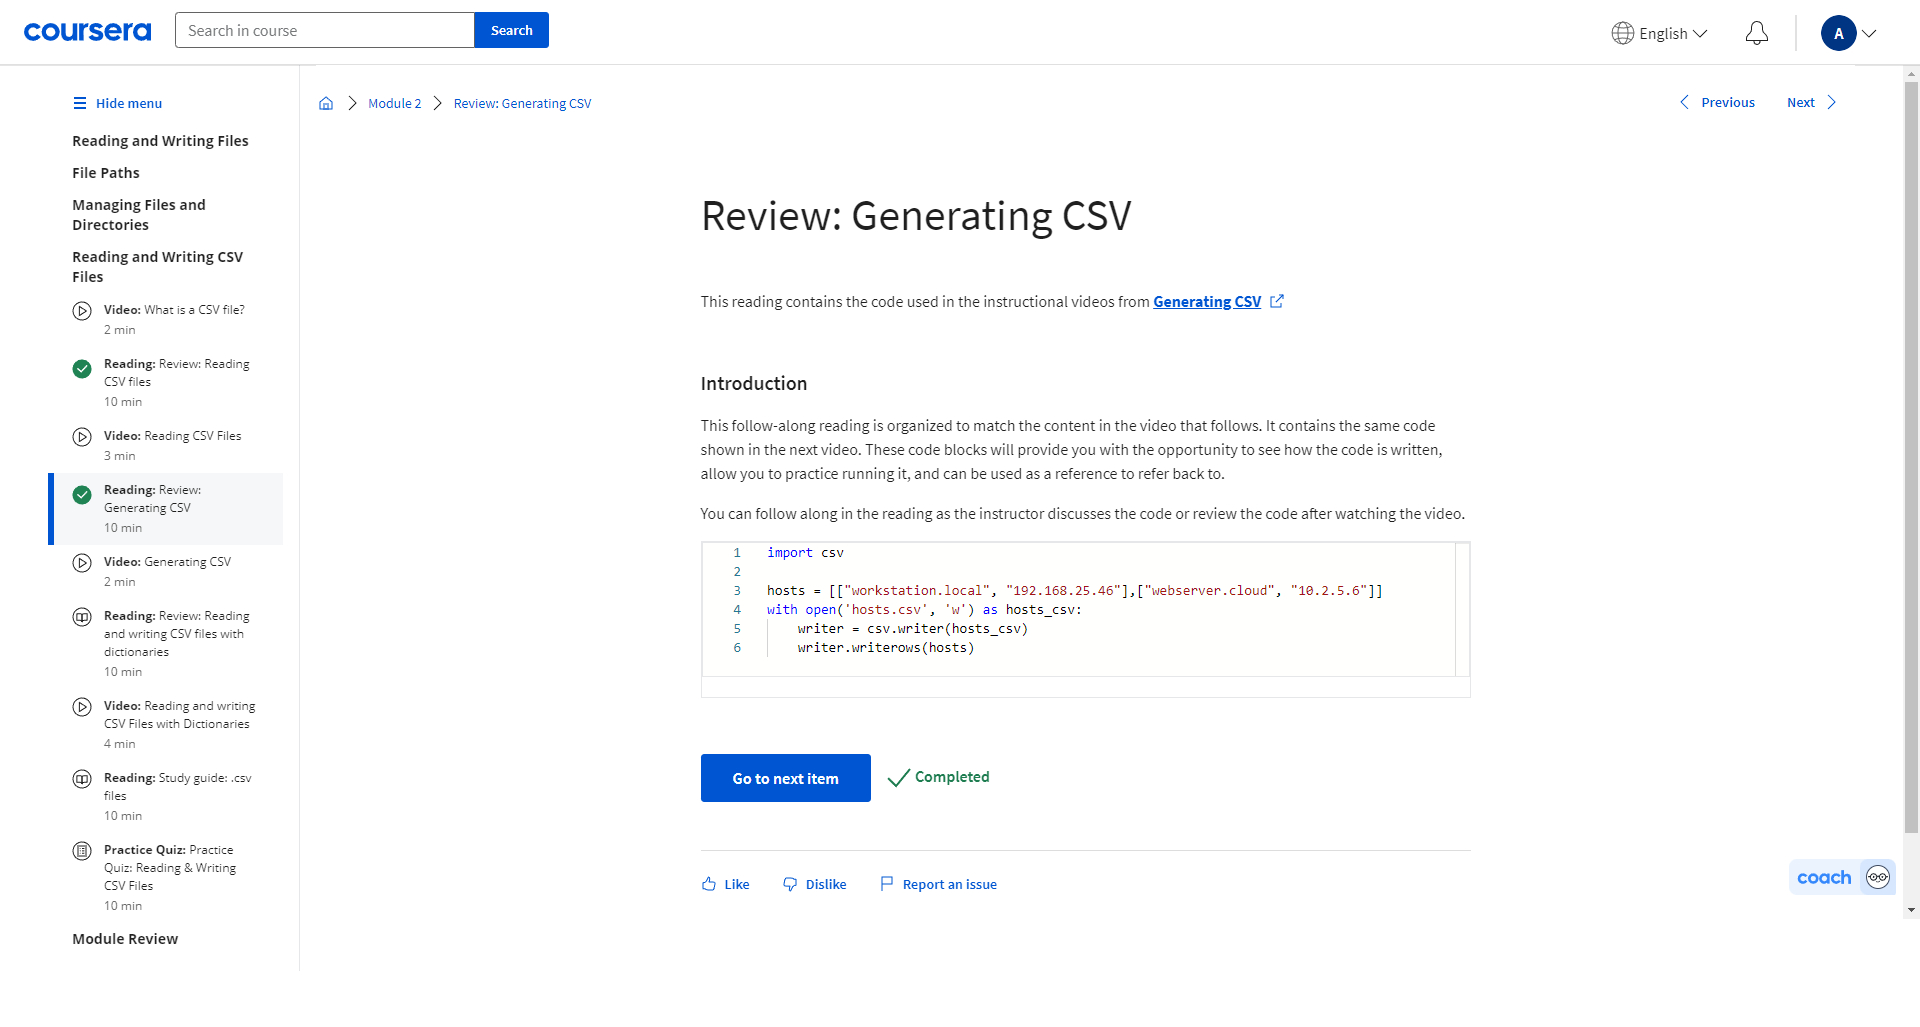 coursera
Search in course
Search
English
A
Hide menu
Reading and Writing Files
File Paths
Managing Files and
Directories
Reading and Writing CSV
Files
Video: What is a CSV file?
2 min
Reading: Review: Reading
CSV files
10 min
Video: Reading CSV Files
3 min
Reading: Review:
Generating CSV
10 min
Video: Generating CSV
2 min
Reading: Review: Reading
and writing CSV files with
dictionaries
10 min
Video: Reading and writing
CSV Files with Dictionaries
4 min
Reading: Study guide: .csv
files
10 min
Practice Quiz: Practice
Quiz: Reading & Writing
CSV Files
10 min
Module Review
Module 2
Review: Generating CSV
Previous
Next
Review: Generating CSV
This reading contains the code used in the instructional videos from Generating CSV
Introduction
This follow-along reading is organized to match the content in the video that follows. It contains the same code
shown in the next video. These code blocks will provide you with the opportunity to see how the code is written,
allow you to practice running it, and can be used as a reference to refer back to.
You can follow along in the reading as the instructor discusses the code or review the code after watching the video.
1 import csv
2
3 hosts = [["workstation.local", "192.168.25.46"],["webserver.cloud", "10.2.5.6"]]
4 with open('hosts.csv', 'w') as hosts_csv:
5     writer = csv.writer(hosts_csv)
6     writer.writerows(hosts)
Go to next item
Completed
Like
Dislike
Report an issue
coach